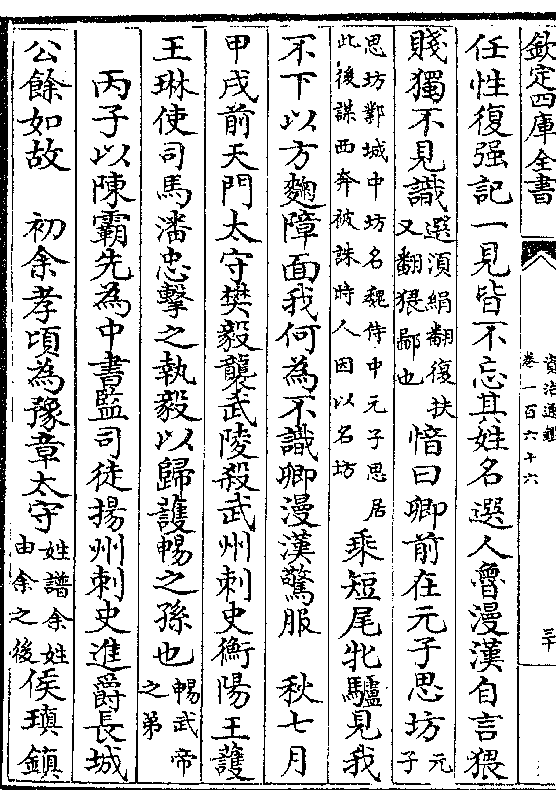 欽定四庫全書
資治通鑑
卷一百六十六
三十
任性復强記一見皆不忘其姓名選人魯漫漢自言猥
賤獨不見識選須絹翻復扶又翻猥鄙也愔曰卿前在元子思坊元子
思坊鄴城中坊名魏侍中元子思居此後謀西奔被誅時人因以名坊乘短尾牝驢見我
不下以方麴障面我何為不識卿漫漢驚服　秋七月
甲戌前天門太守樊毅襲武陵殺武州刺史衡陽王護
王琳使司馬潘忠擊之執毅以歸護暢之孫也暢武帝之弟
丙子以陳霸先為中書監司徒揚州刺史進爵長城
公餘如故　初余孝頃為豫章太守姓譜余姓由余之後侯瑱鎮